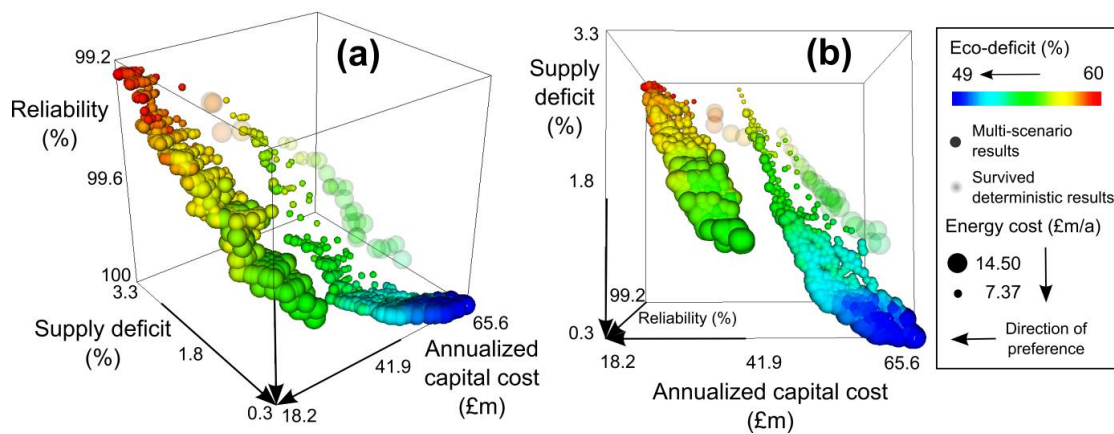 (a)
99.2
Reliability
(%)
99.6
100
3.3
Supply deficit
(%)
1.8
0.3
18.2
41.9
65.6
Annualized
capital cost
(£m)
(b)
3.3
Supply
deficit
(%)
1.8
99.2
Reliability (%)
0.3
18.2
41.9
65.6
Annualized capital cost
(£m)
Eco-deficit (%)
49
60
Multi-scenario
results
Survived
deterministic results
Energy cost (£m/a)
14.50
7.37
Direction of
preference